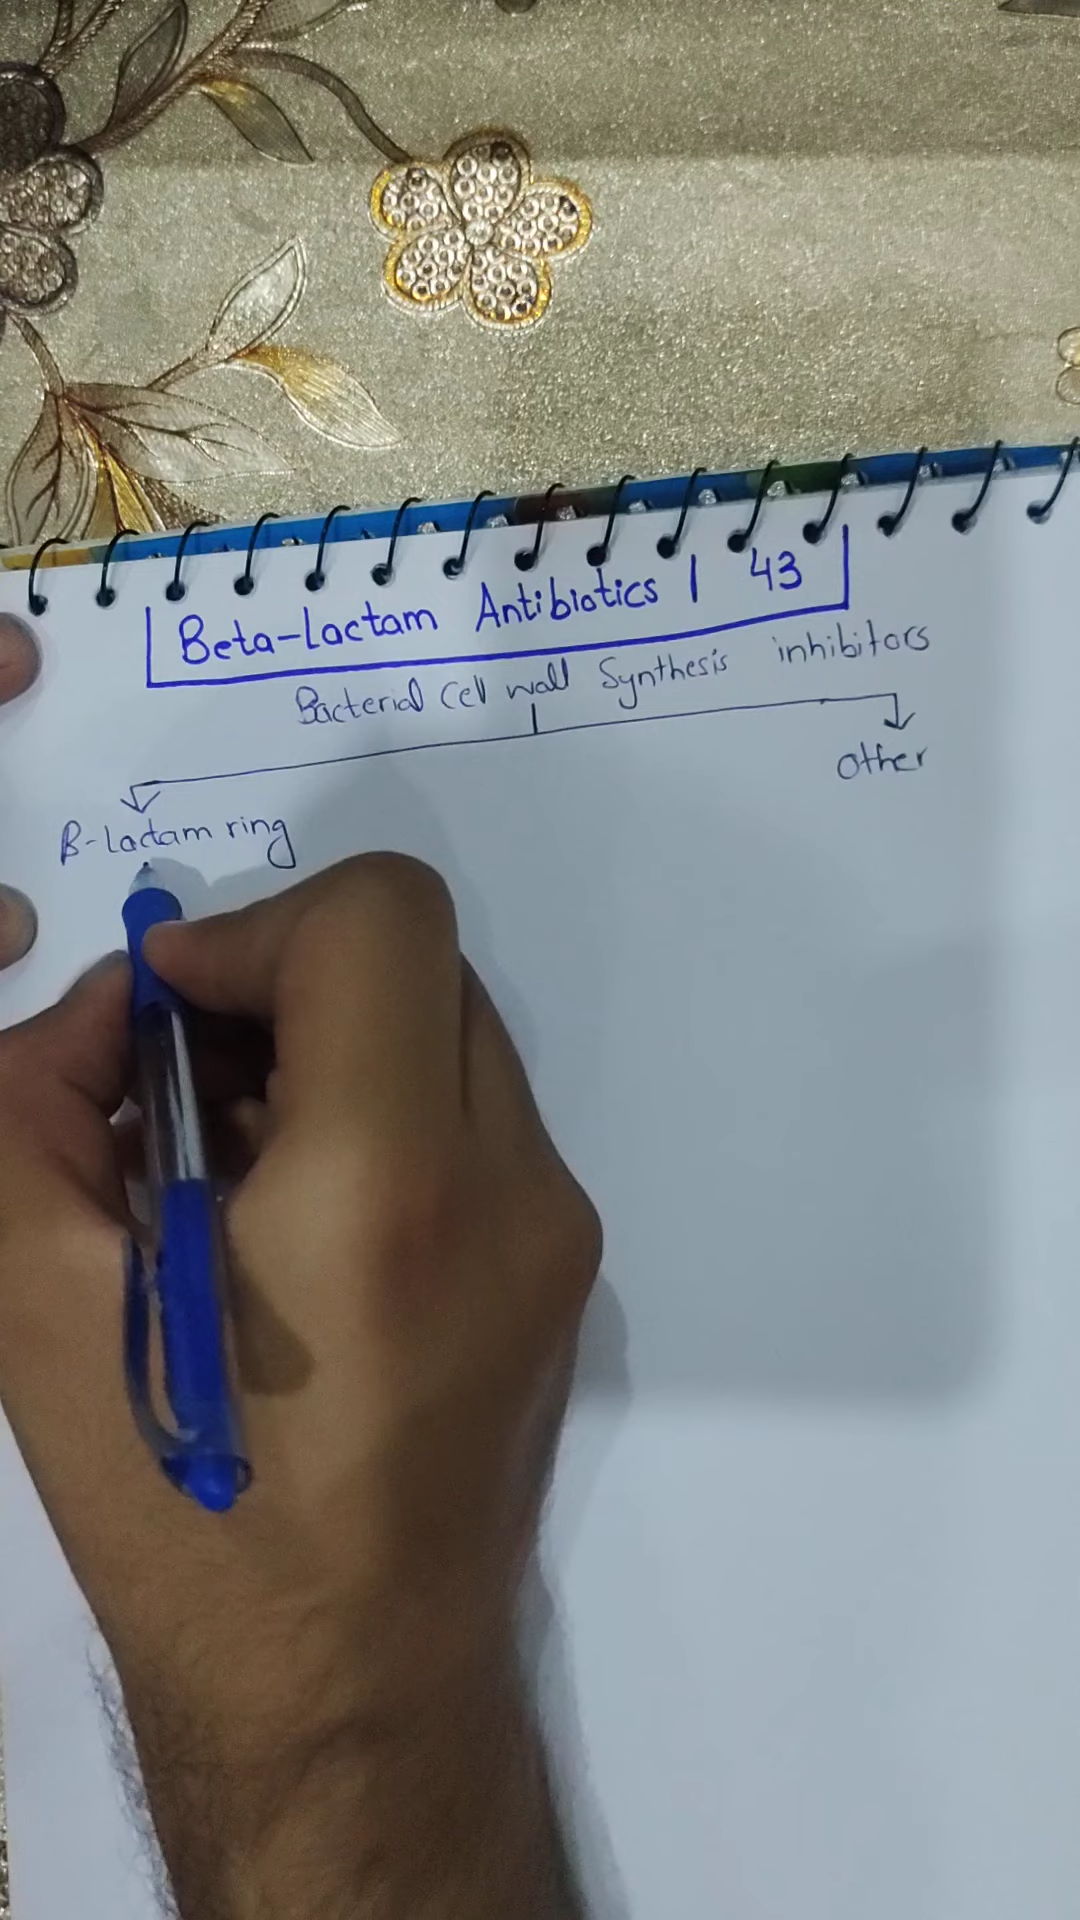 Beta-Lactam Antibiotics | 43
Bacterial Cell wall Synthesis inhibitors
Other
β-Lactam ring